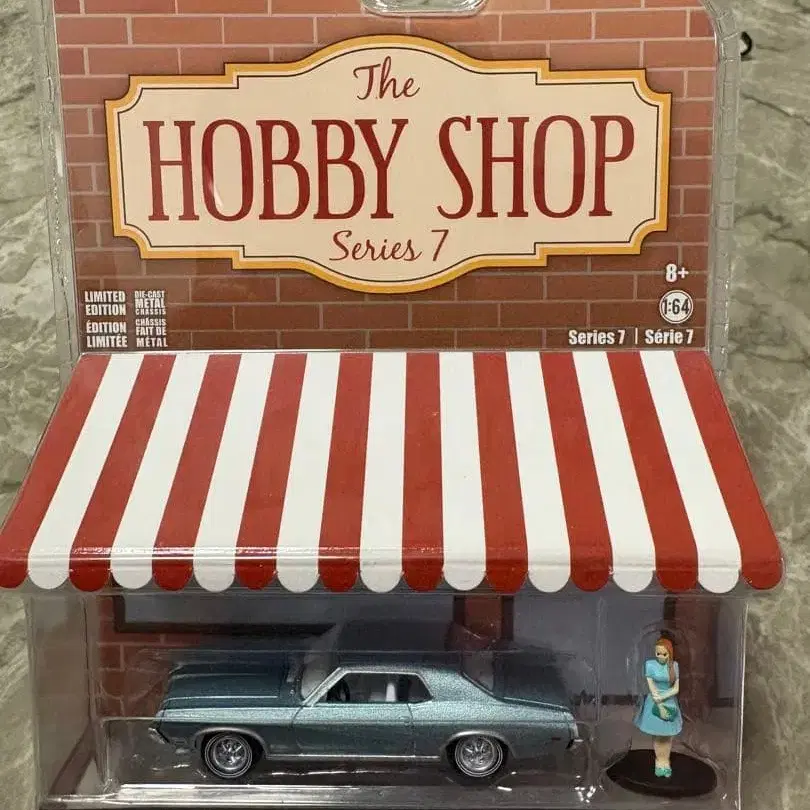 The
HOBBY SHOP
Series 7
8+
1:64
LIMITED
EDITION
DIE-CAST
METAL
CHASSIS
ÉDITION
LIMITÉE
CHÂSSIS
FAIT DE
MÉTAL
Series 7 | Série 7